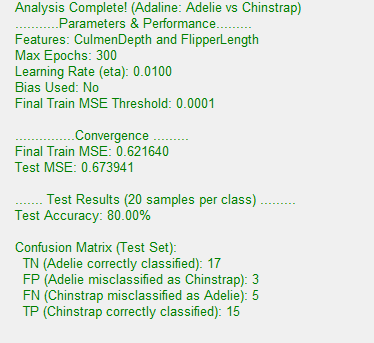 Analysis Complete! (Adaline: Adelie vs Chinstrap)
...........Parameters & Performance.........
Features: CulmenDepth and FlipperLength
Max Epochs: 300
Learning Rate (eta): 0.0100
Bias Used: No
Final Train MSE Threshold: 0.0001
...............Convergence .........
Final Train MSE: 0.621640
Test MSE: 0.673941
....... Test Results (20 samples per class) .........
Test Accuracy: 80.00%
Confusion Matrix (Test Set):
TN (Adelie correctly classified): 17
FP (Adelie misclassified as Chinstrap): 3
FN (Chinstrap misclassified as Adelie): 5
TP (Chinstrap correctly classified): 15